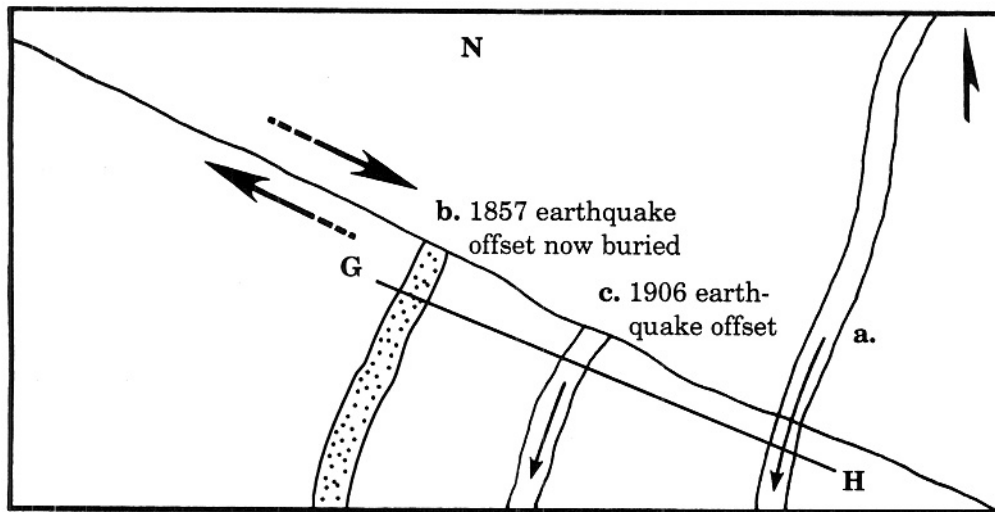 N
b. 1857 earthquake
offset now buried
G
c. 1906 earth-
quake offset
a.
H